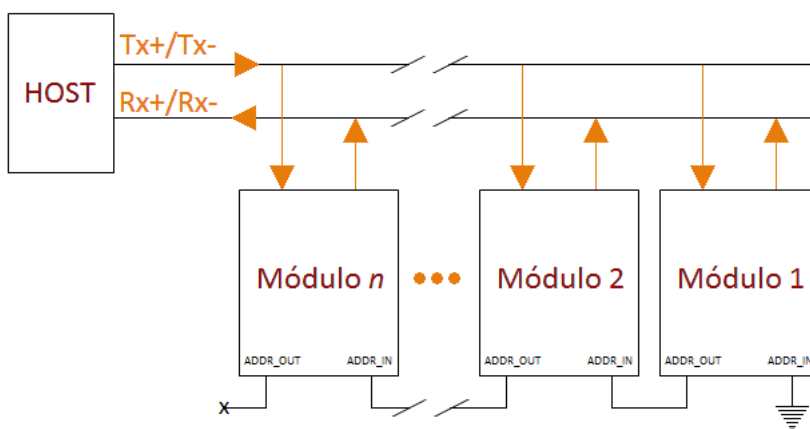 Tx+/Tx-
HOST
Rx+/Rx-
Módulo n
Módulo 2
Módulo 1
ADDR_OUT ADDR_IN
ADDR_OUT ADDR_IN
ADDR_OUT ADDR_IN
x